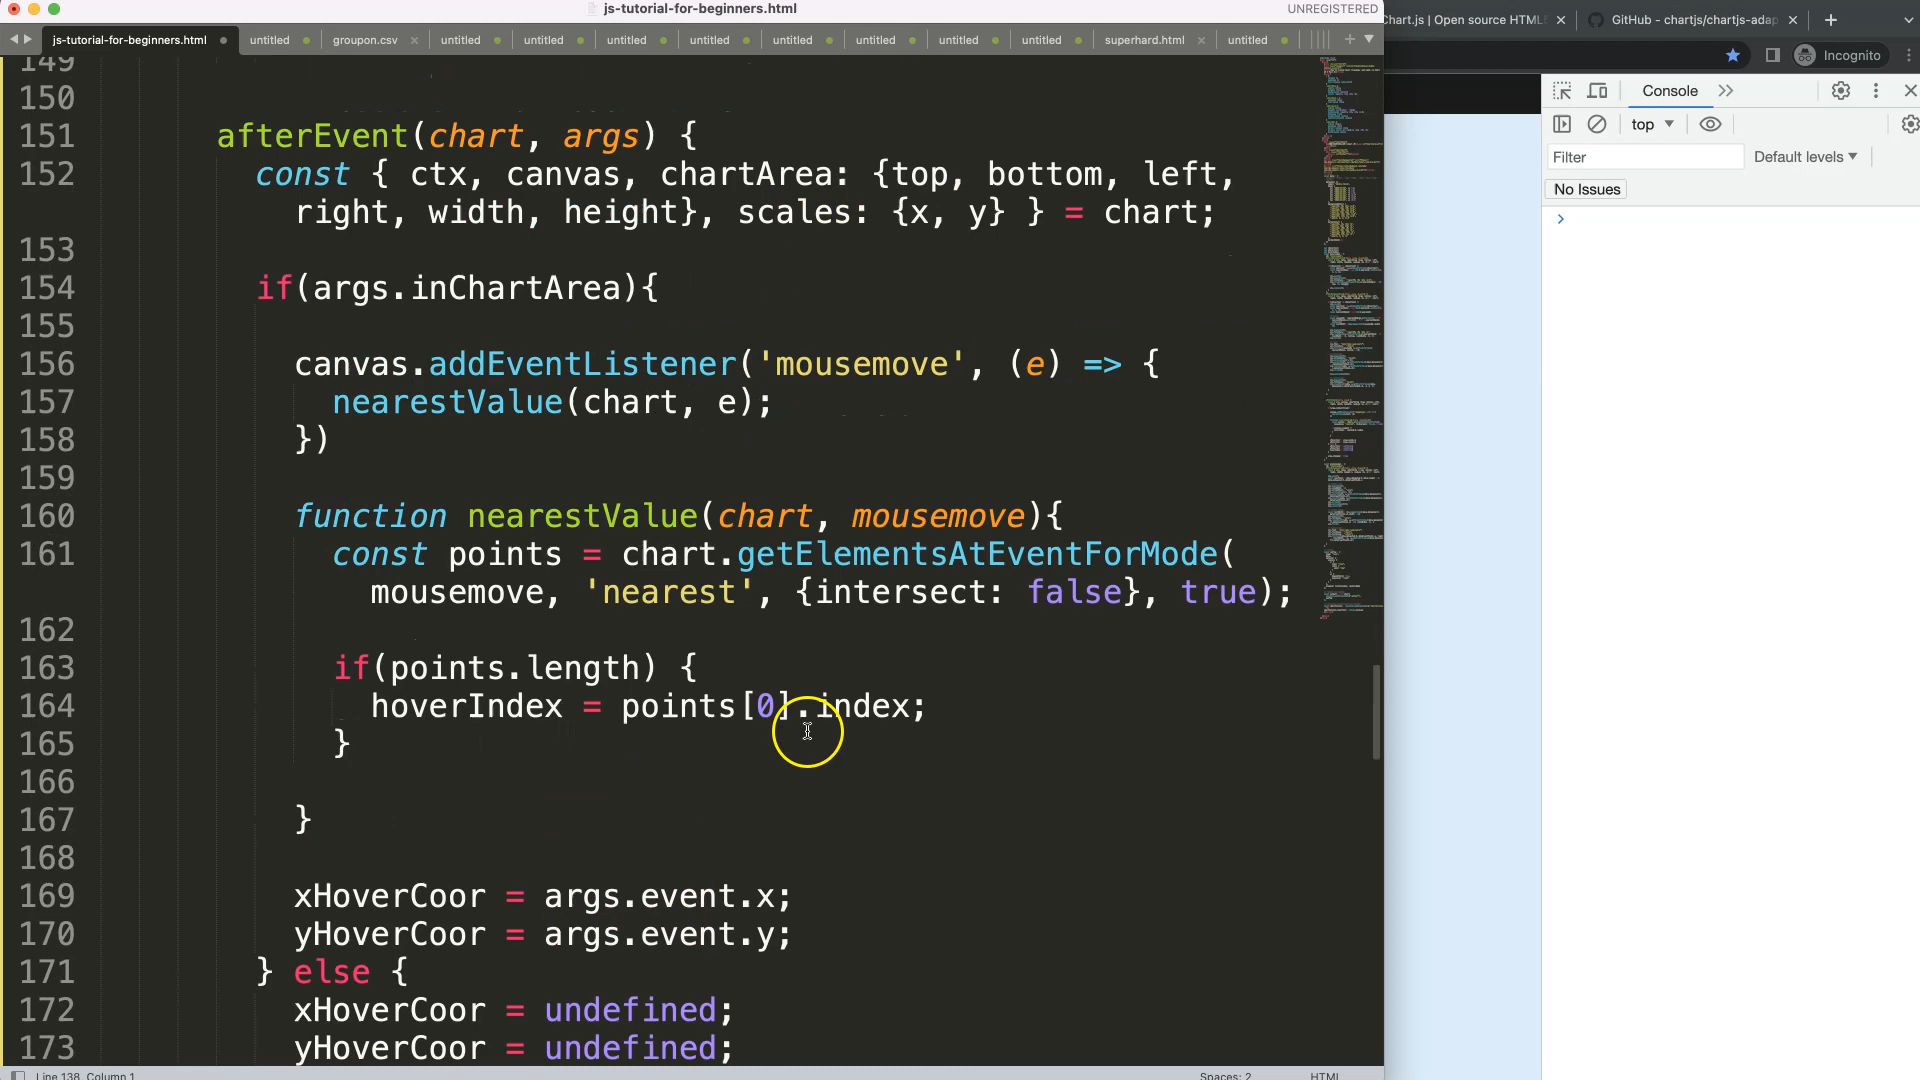 js-tutorial-for-beginners.html
UNREGISTERED
Chart.js | Open source HTML5
GitHub - chartjs/chartjs-adap
js-tutorial-for-beginners.html
untitled
groupon.csv
untitled
untitled
untitled
untitled
untitled
untitled
untitled
untitled
superhard.html
untitled
Incognito
Console
top
Filter
Default levels
No Issues
149
150
151 afterEvent(chart, args) {
152 const { ctx, canvas, chartArea: {top, bottom, left,
right, width, height}, scales: {x, y} } = chart;
153
154 if(args.inChartArea){
155
156 canvas.addEventListener('mousemove', (e) => {
157 nearestValue(chart, e);
158 })
159
160 function nearestValue(chart, mousemove){
161 const points = chart.getElementsAtEventForMode(
mousemove, 'nearest', {intersect: false}, true);
162
163 if(points.length) {
164 hoverIndex = points[0].index;
165 }
166
167 }
168
169 xHoverCoor = args.event.x;
170 yHoverCoor = args.event.y;
171 } else {
172 xHoverCoor = undefined;
173 yHoverCoor = undefined;
Line 138, Column 1
Spaces: 2
HTML